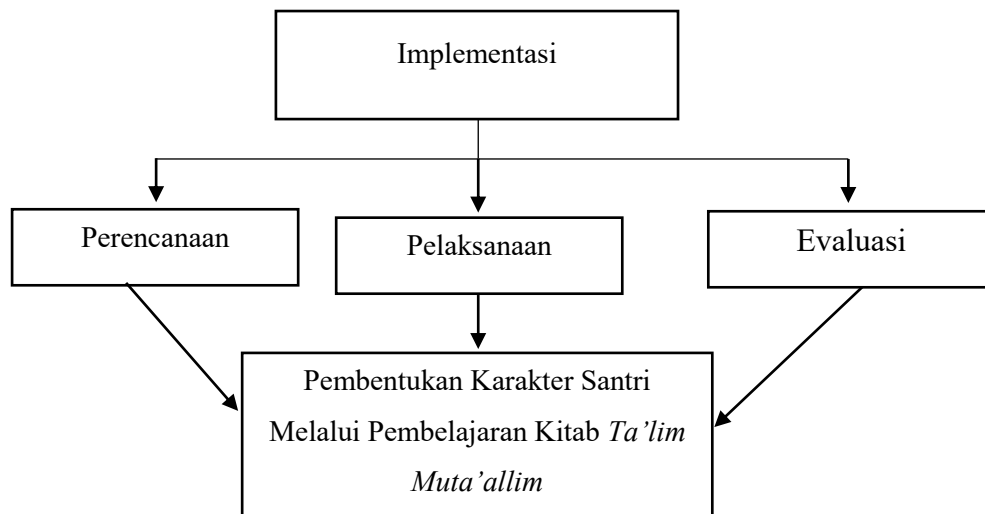 Implementasi
Perencanaan
Pelaksanaan
Evaluasi
Pembentukan Karakter Santri
Melalui Pembelajaran Kitab Ta’lim
Muta’allim